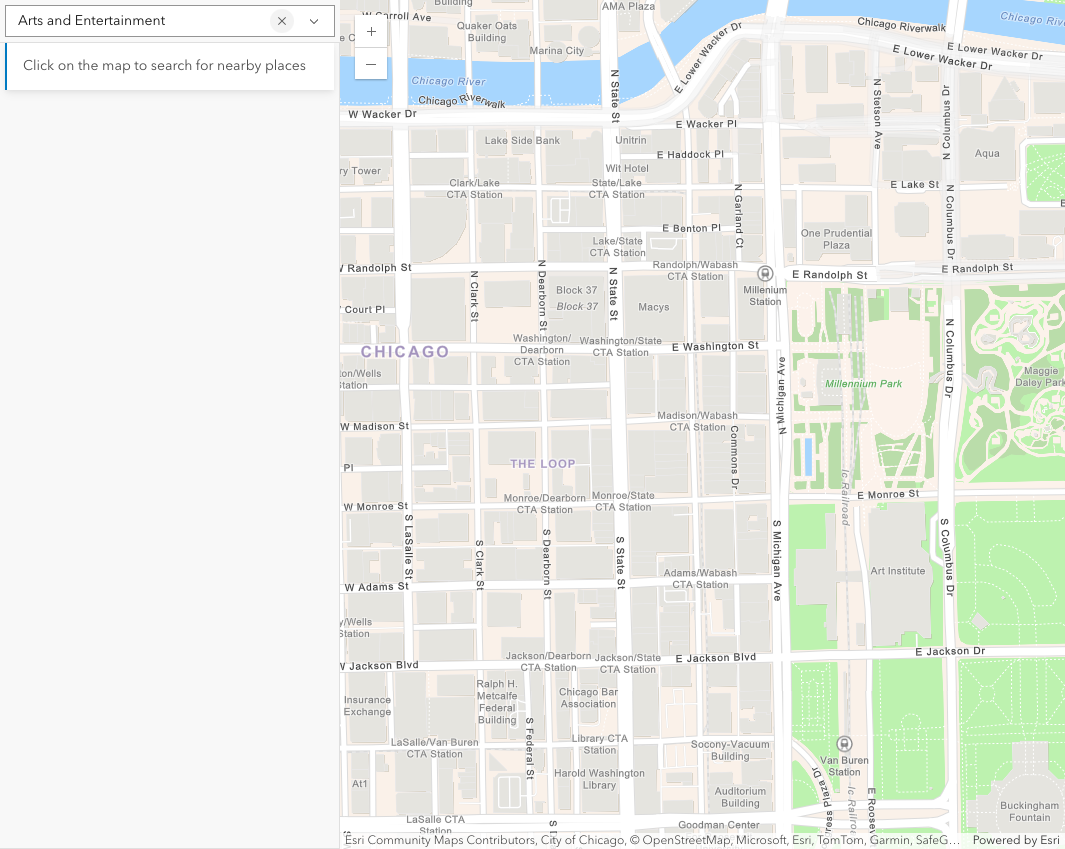 Arts and Entertainment
Click on the map to search for nearby places
W Carroll Ave
AMA Plaza
Quaker Oats
Building
Building
Marina City
Chicago River
Chicago Riverwalk
W Wacker Dr
N State St
E Lower Wacker Dr
Chicago Riverwalk
Chicago River
E Lower Wacker Dr
E Lower Wacker Dr
N Stetson Ave
N Columbus Dr
E Wacker Pl
Lake Side Bank
Unitrin
E Haddock Pl
Aqua
Wit Hotel
ry Tower
Clark/Lake
CTA Station
State/Lake
CTA Station
E Lake St
N Garland Ct
N Columbus Dr
E Benton Pl
One Prudential
Plaza
Lake/State
CTA Station
W Randolph St
Randolph/Wabash
CTA Station
E Randolph St
E Randolph St
N Clark St
N Dearborn St
N State St
Block 37
Block 37
Macys
Millenium
Station
Court Pl
Washington/
Dearborn
CTA Station
Washington/State
CTA Station
E Washington St
CHICAGO
N Michigan Ave
N Columbus Dr
on/Wells
Station
Millennium Park
Maggie
Daley Park
W Madison St
Madison/Wabash
CTA Station
Commons Dr
Pl
THE LOOP
Ic Railroad
Monroe/Dearborn
CTA Station
Monroe/State
CTA Station
E Monroe St
W Monroe St
S LaSalle St
S Clark St
S Dearborn St
S State St
S Michigan Ave
S Columbus Dr
Adams/Wabash
CTA Station
Art Institute
W Adams St
y/Wells
Station
W Jackson Blvd
Jackson/Dearborn
CTA Station
Jackson/State
CTA Station
E Jackson Blvd
E Jackson Dr
Ralph H.
Metcalfe
Federal
Building
Chicago Bar
Association
Insurance
Exchange
S Federal St
LaSalle/Van Buren
CTA Station
Library CTA
Station
Socony-Vacuum
Building
Van Buren
Station
At1
Harold Washington
Library
Auditorium
Building
Ic Railro
E Roosev
ress Plaza Dr
Buckingham
Fountain
LaSalle CTA
Station
Goodman Center
Esri Community Maps Contributors, City of Chicago, © OpenStreetMap, Microsoft, Esri, TomTom, Garmin, SafeG…
Powered by Esri